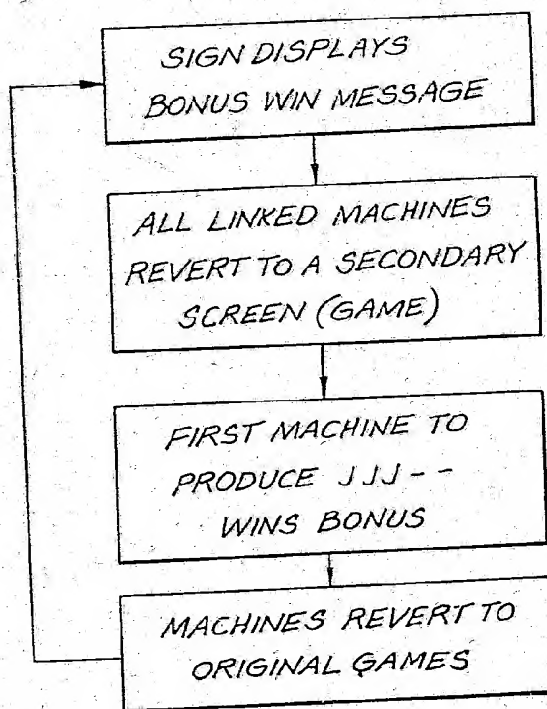 SIGN DISPLAYS
BONUS WIN MESSAGE
ALL LINKED MACHINES
REVERT TO A SECONDARY
SCREEN (GAME)
FIRST MACHINE TO
PRODUCE JJJ--
WINS BONUS
MACHINES REVERT TO
ORIGINAL GAMES